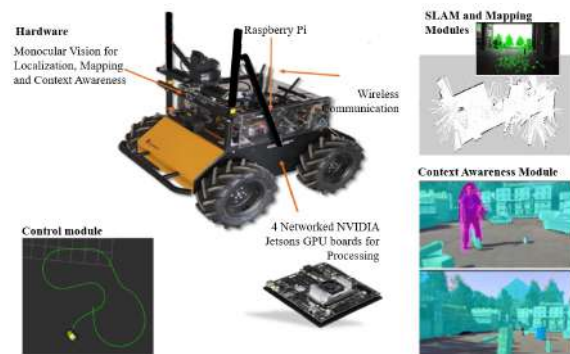 Hardware
Monocular Vision for
Localization, Mapping
and Context Awareness
Raspberry Pi
Wireless
Communication
4 Networked NVIDIA
Jetsons GPU boards for
Processing
Control module
SLAM and Mapping
Modules
Context Awareness Module